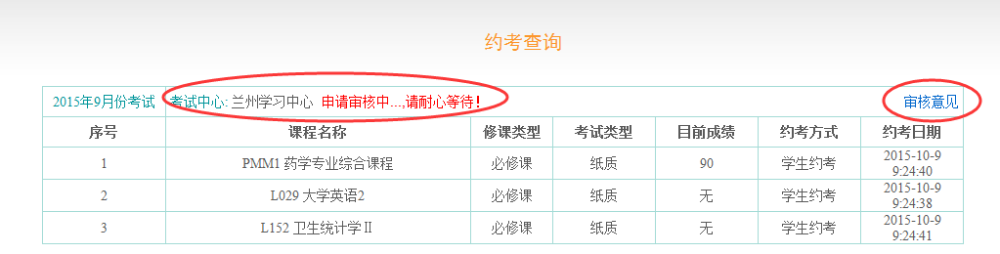 约考查询
2015年9月份考试 考试中心: 兰州学习中心 申请审核中...,请耐心等待! 审核意见
序号 课程名称 修课类型 考试类型 目前成绩 约考方式 约考日期
1 PMM1 药学专业综合课程 必修课 纸质 90 学生约考 2015-10-9
9:24:40
2 L029 大学英语2 必修课 纸质 无 学生约考 2015-10-9
9:24:38
3 L152 卫生统计学Ⅱ 必修课 纸质 无 学生约考 2015-10-9
9:24:41